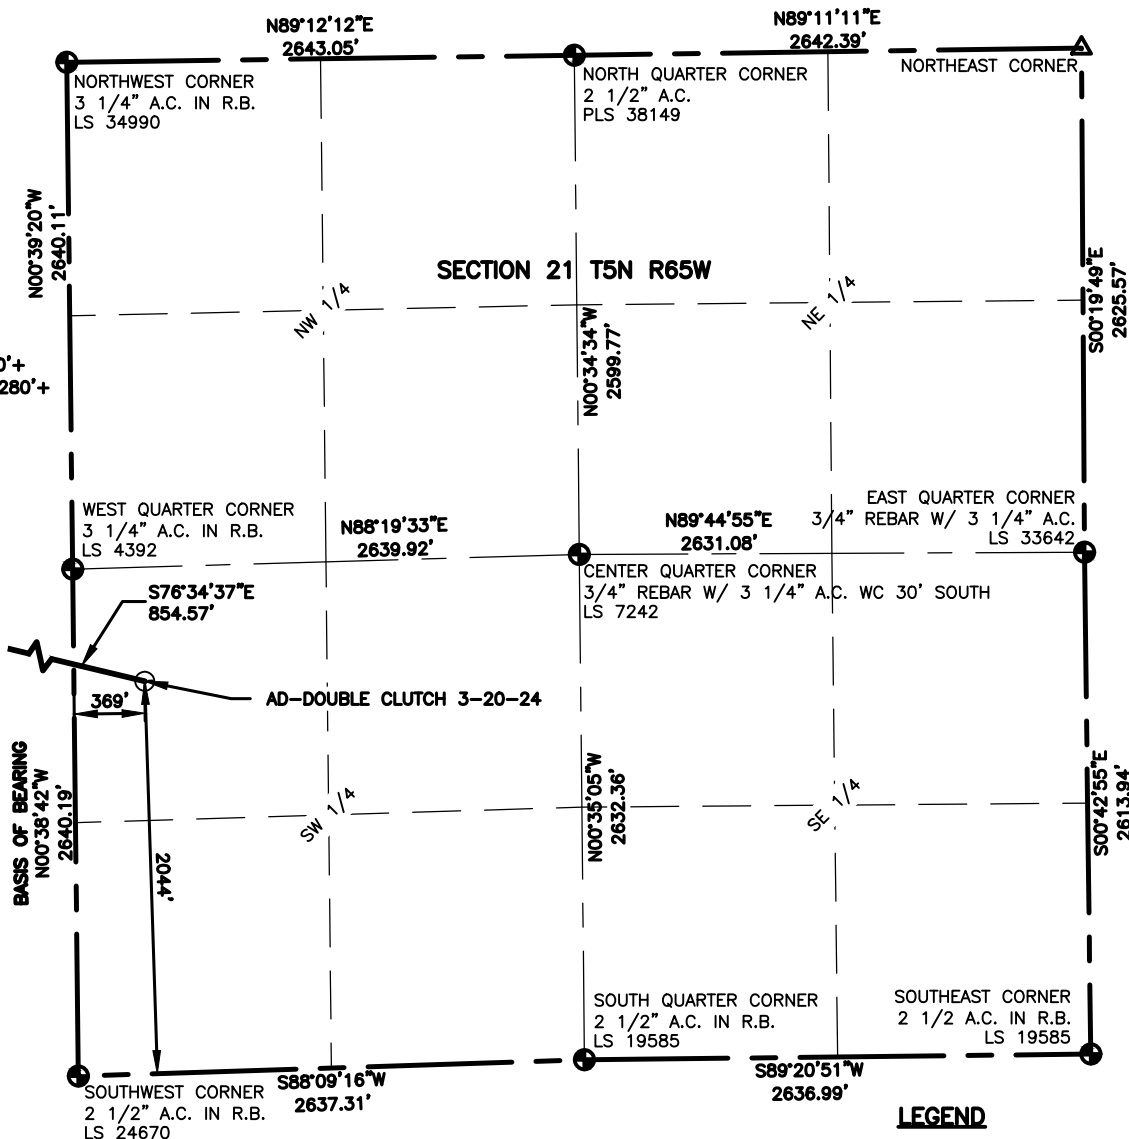 N89°12'12"E
2643.05'
N89°11'11"E
2642.39'
NORTHWEST CORNER
3 1/4" A.C. IN R.B.
LS 34990
NORTH QUARTER CORNER
2 1/2" A.C.
PLS 38149
NORTHEAST CORNER
N00°39'20"W
2640.11'
SECTION 21 T5N R65W
NW 1/4
NE 1/4
N00°34'34"W
2599.77'
S00°19'49"E
2625.57'
0'+
280'+
WEST QUARTER CORNER
3 1/4" A.C. IN R.B.
LS 4392
N88°19'33"E
2639.92'
N89°44'55"E
2631.08'
EAST QUARTER CORNER
3/4" REBAR W/ 3 1/4" A.C.
LS 33642
CENTER QUARTER CORNER
3/4" REBAR W/ 3 1/4" A.C. WC 30' SOUTH
LS 7242
S76°34'37"E
854.57'
369'
AD-DOUBLE CLUTCH 3-20-24
BASIS OF BEARING
N00°38'42"W
2640.19'
2044'
SW 1/4
N00°35'05"W
2632.36'
SE 1/4
S00°42'55"E
2613.94'
SOUTH QUARTER CORNER
2 1/2" A.C. IN R.B.
LS 19585
SOUTHEAST CORNER
2 1/2 A.C. IN R.B.
LS 19585
SOUTHWEST CORNER
2 1/2" A.C. IN R.B.
LS 24670
S88°09'16"W
2637.31'
S89°20'51"W
2636.99'
LEGEND